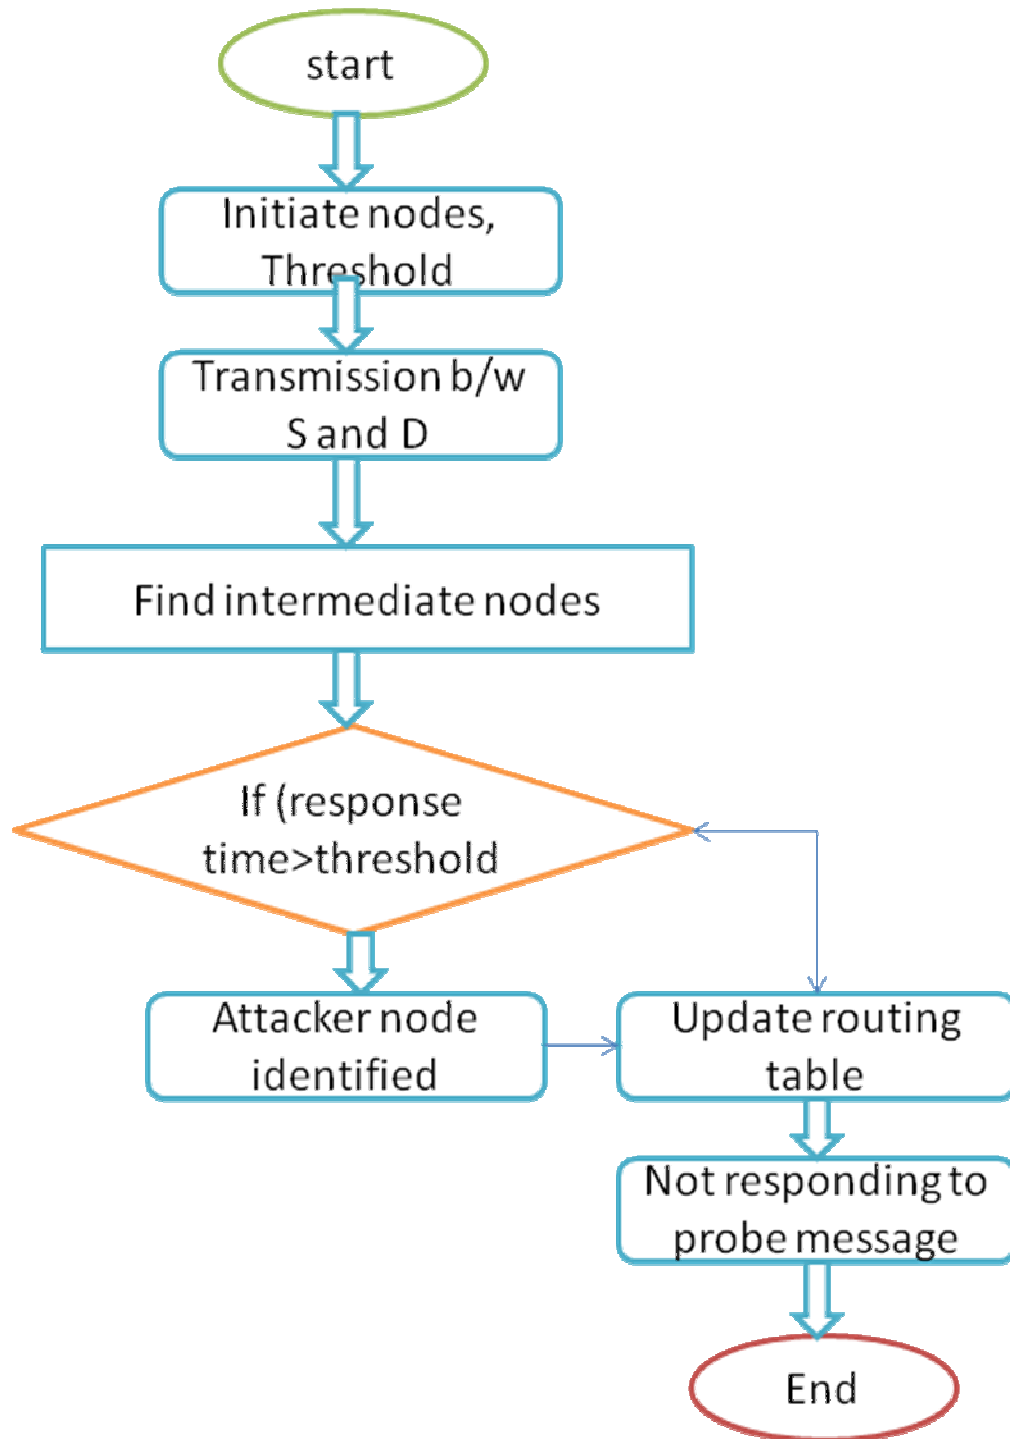 start
Initiate nodes,
Threshold
Transmission b/w
S and D
Find intermediate nodes
If (response
time>threshold
Attacker node
identified
Update routing
table
Not responding to
probe message
End